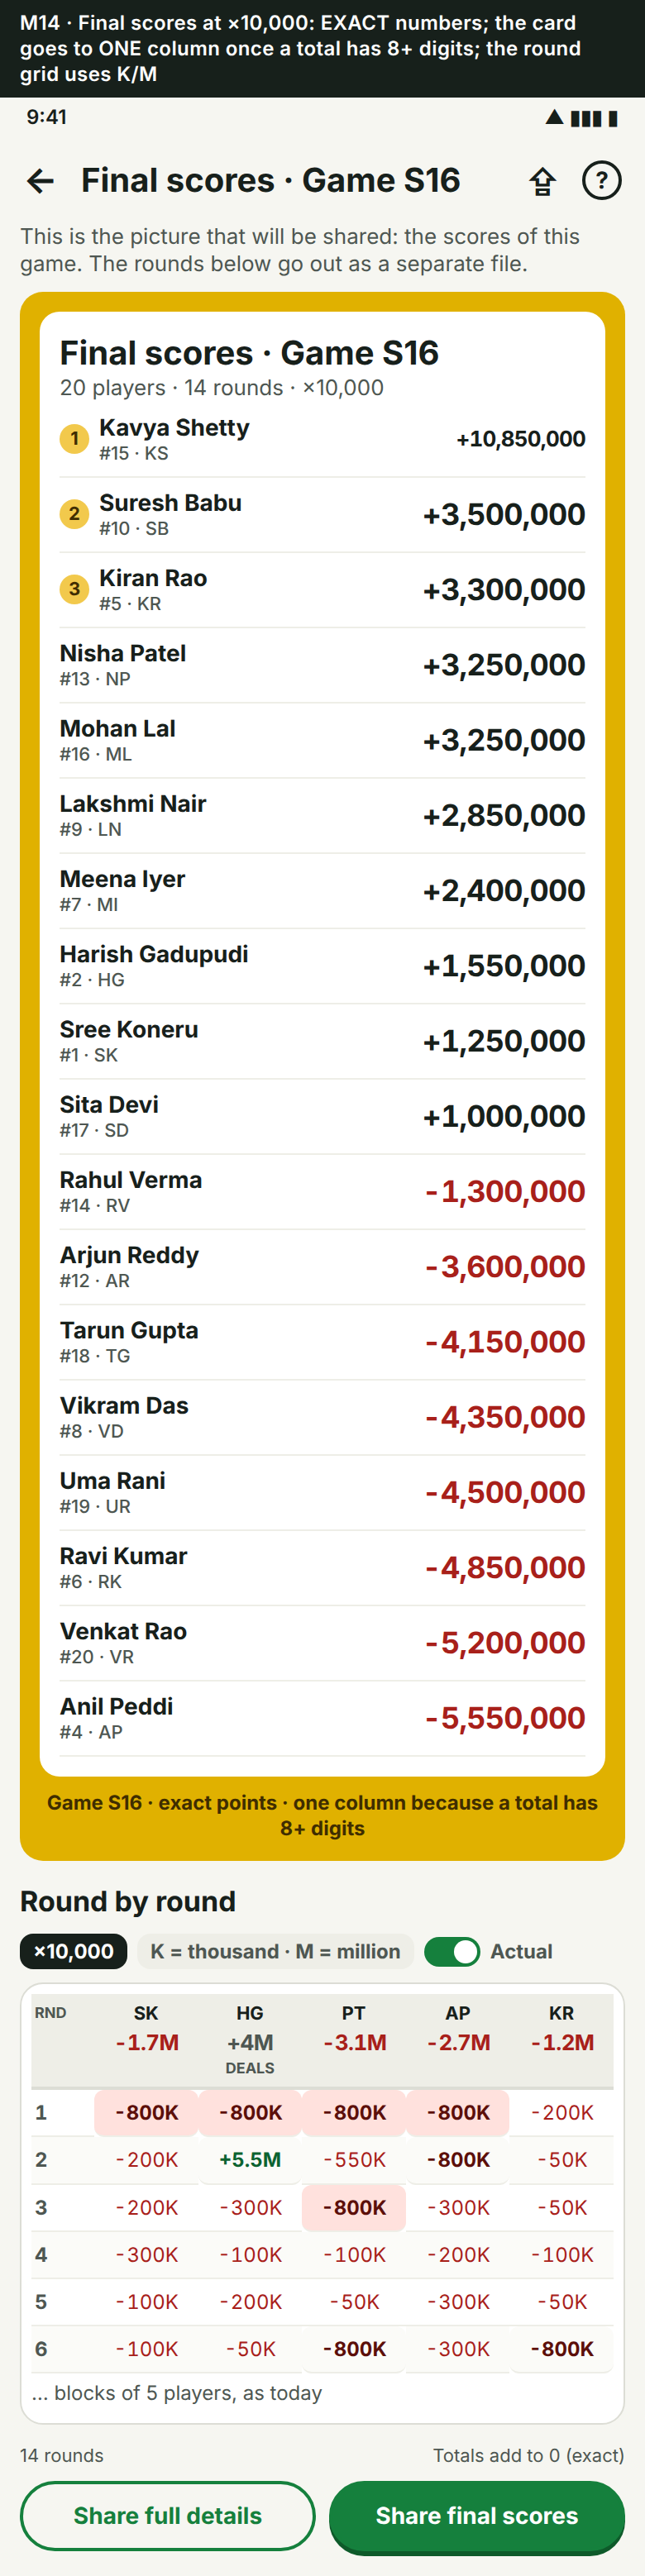 M14 · Final scores at ×10,000: EXACT numbers; the card
goes to ONE column once a total has 8+ digits; the round
grid uses K/M
9:41
Final scores · Game S16
?
This is the picture that will be shared: the scores of this
game. The rounds below go out as a separate file.
Final scores · Game S16
20 players · 14 rounds · ×10,000
1 Kavya Shetty +10,850,000
#15 · KS
2 Suresh Babu +3,500,000
#10 · SB
3 Kiran Rao +3,300,000
#5 · KR
Nisha Patel +3,250,000
#13 · NP
Mohan Lal +3,250,000
#16 · ML
Lakshmi Nair +2,850,000
#9 · LN
Meena Iyer +2,400,000
#7 · MI
Harish Gadupudi +1,550,000
#2 · HG
Sree Koneru +1,250,000
#1 · SK
Sita Devi +1,000,000
#17 · SD
Rahul Verma -1,300,000
#14 · RV
Arjun Reddy -3,600,000
#12 · AR
Tarun Gupta -4,150,000
#18 · TG
Vikram Das -4,350,000
#8 · VD
Uma Rani -4,500,000
#19 · UR
Ravi Kumar -4,850,000
#6 · RK
Venkat Rao -5,200,000
#20 · VR
Anil Peddi -5,550,000
#4 · AP
Game S16 · exact points · one column because a total has
8+ digits
Round by round
×10,000 K = thousand · M = million Actual
RND SK HG PT AP KR
-1.7M +4M -3.1M -2.7M -1.2M
DEALS
1 -800K -800K -800K -800K -200K
2 -200K +5.5M -550K -800K -50K
3 -200K -300K -800K -300K -50K
4 -300K -100K -100K -200K -100K
5 -100K -200K -50K -300K -50K
6 -100K -50K -800K -300K -800K
... blocks of 5 players, as today
14 rounds Totals add to 0 (exact)
Share full details Share final scores